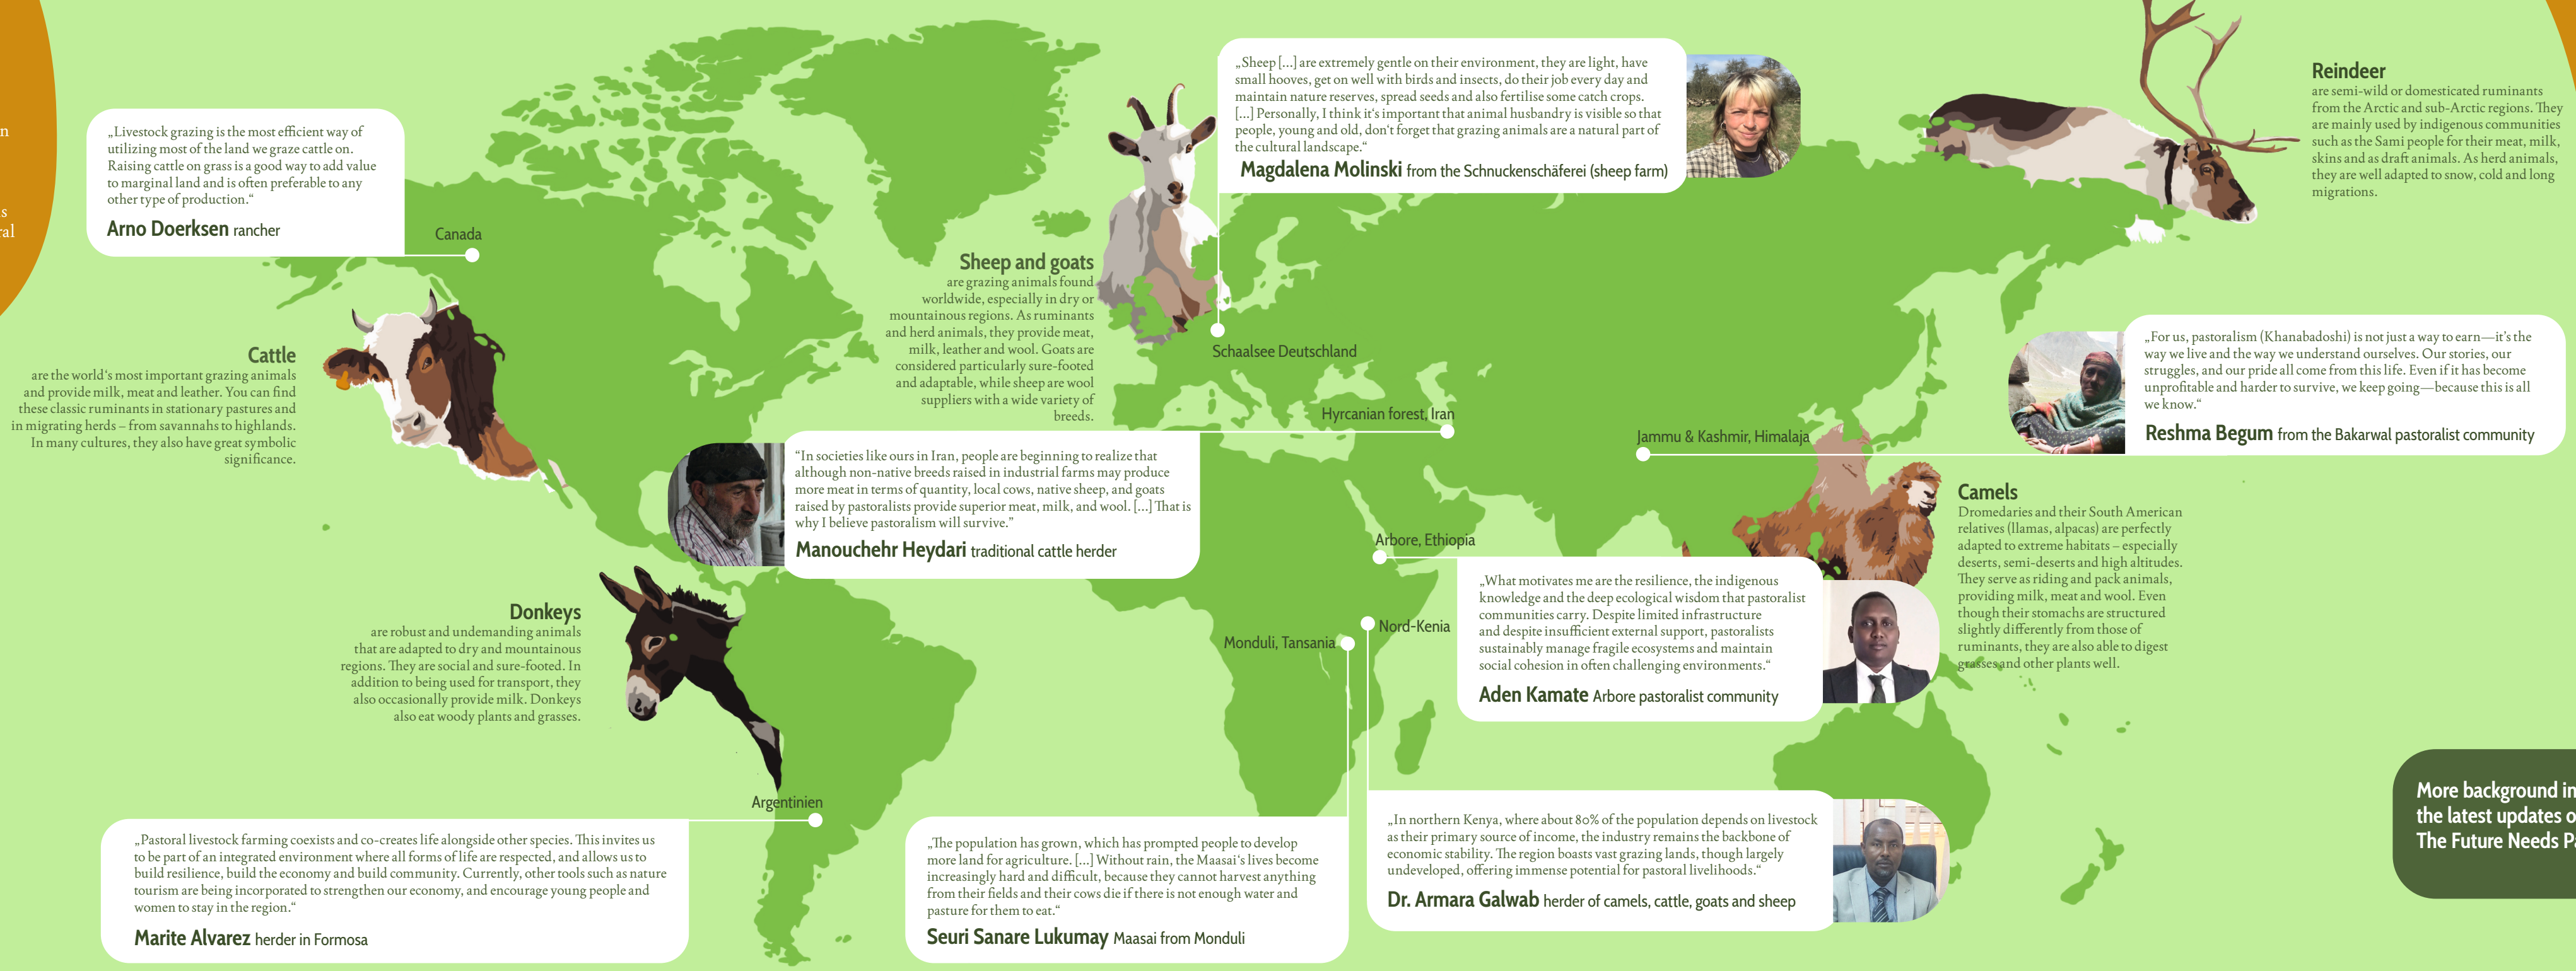 n
s
ral
„Livestock grazing is the most efficient way of
utilizing most of the land we graze cattle on.
Raising cattle on grass is a good way to add value
to marginal land and is often preferable to any
other type of production.“
Arno Doerksen rancher
Canada
Cattle
are the world‘s most important grazing animals
and provide milk, meat and leather. You can find
these classic ruminants in stationary pastures and
in migrating herds – from savannahs to highlands.
In many cultures, they also have great symbolic
significance.
Sheep and goats
are grazing animals found
worldwide, especially in dry or
mountainous regions. As ruminants
and herd animals, they provide meat,
milk, leather and wool. Goats are
considered particularly sure-footed
and adaptable, while sheep are wool
suppliers with a wide variety of
breeds.
„Sheep [...] are extremely gentle on their environment, they are light, have
small hooves, get on well with birds and insects, do their job every day and
maintain nature reserves, spread seeds and also fertilise some catch crops.
[...] Personally, I think it‘s important that animal husbandry is visible so that
people, young and old, don‘t forget that grazing animals are a natural part of
the cultural landscape.“
Magdalena Molinski from the Schnuckenschäferei (sheep farm)
Schaalsee Deutschland
Reindeer
are semi-wild or domesticated ruminants
from the Arctic and sub-Arctic regions. They
are mainly used by indigenous communities
such as the Sami people for their meat, milk,
skins and as draft animals. As herd animals,
they are well adapted to snow, cold and long
migrations.
„For us, pastoralism (Khanabadoshi) is not just a way to earn—it’s the
way we live and the way we understand ourselves. Our stories, our
struggles, and our pride all come from this life. Even if it has become
unprofitable and harder to survive, we keep going—because this is all
we know.“
Reshma Begum from the Bakarwal pastoralist community
Jammu & Kashmir, Himalaja
Hyrcanian forest, Iran
“In societies like ours in Iran, people are beginning to realize that
although non-native breeds raised in industrial farms may produce
more meat in terms of quantity, local cows, native sheep, and goats
raised by pastoralists provide superior meat, milk, and wool. [...] That is
why I believe pastoralism will survive.”
Manouchehr Heydari traditional cattle herder
Camels
Dromedaries and their South American
relatives (llamas, alpacas) are perfectly
adapted to extreme habitats – especially
deserts, semi-deserts and high altitudes.
They serve as riding and pack animals,
providing milk, meat and wool. Even
though their stomachs are structured
slightly differently from those of
ruminants, they are also able to digest
grasses and other plants well.
Arbore, Ethiopia
„What motivates me are the resilience, the indigenous
knowledge and the deep ecological wisdom that pastoralist
communities carry. Despite limited infrastructure
and despite insufficient external support, pastoralists
sustainably manage fragile ecosystems and maintain
social cohesion in often challenging environments.“
Aden Kamate Arbore pastoralist community
Donkeys
are robust and undemanding animals
that are adapted to dry and mountainous
regions. They are social and sure-footed. In
addition to being used for transport, they
also occasionally provide milk. Donkeys
also eat woody plants and grasses.
Nord-Kenia
Monduli, Tansania
Argentinien
„Pastoral livestock farming coexists and co-creates life alongside other species. This invites us
to be part of an integrated environment where all forms of life are respected, and allows us to
build resilience, build the economy and build community. Currently, other tools such as nature
tourism are being incorporated to strengthen our economy, and encourage young people and
women to stay in the region.“
Marite Alvarez herder in Formosa
„The population has grown, which has prompted people to develop
more land for agriculture. [...] Without rain, the Maasai‘s lives become
increasingly hard and difficult, because they cannot harvest anything
from their fields and their cows die if there is not enough water and
pasture for them to eat.“
Seuri Sanare Lukumay Maasai from Monduli
„In northern Kenya, where about 80% of the population depends on livestock
as their primary source of income, the industry remains the backbone of
economic stability. The region boasts vast grazing lands, though largely
undeveloped, offering immense potential for pastoral livelihoods.“
Dr. Armara Galwab herder of camels, cattle, goats and sheep
More background in
the latest updates o
The Future Needs Pa